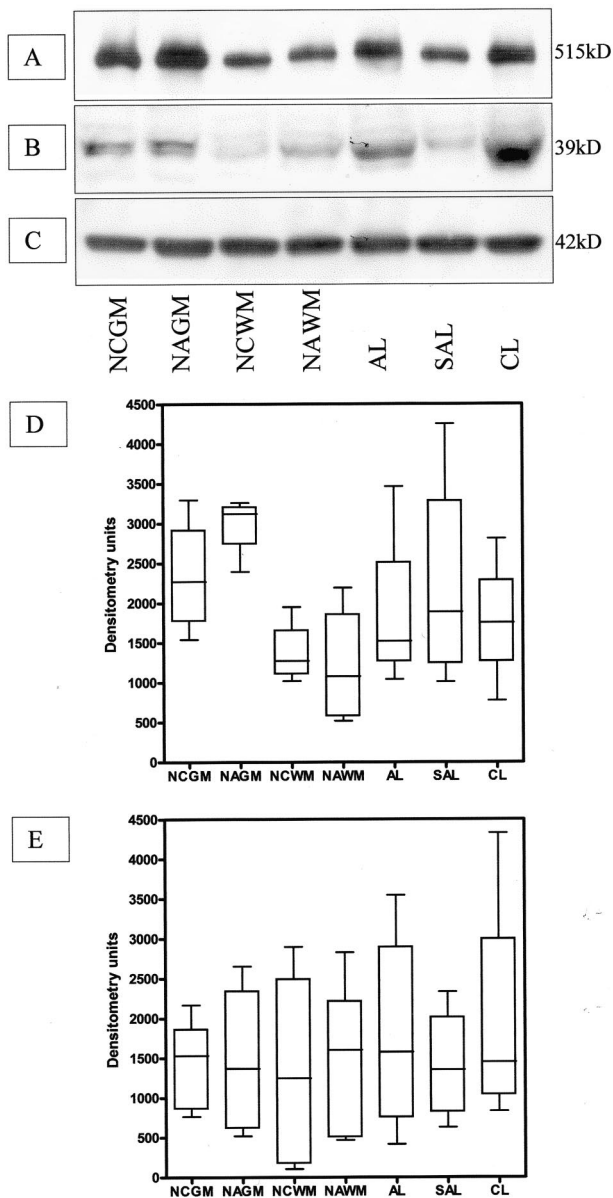 A
515kD
B
39kD
C
42kD
NCGM NAGM NCWM NAWM AL SAL CL
D
4500
4000
3500
3000
2500
2000
1500
1000
500
0
Densitometry units
NCGM NAGM NCWM NAWM AL SAL CL
E
4500
4000
3500
3000
2500
2000
1500
1000
500
0
Densitometry units
NCGM NAGM NCWM NAWM AL SAL CL